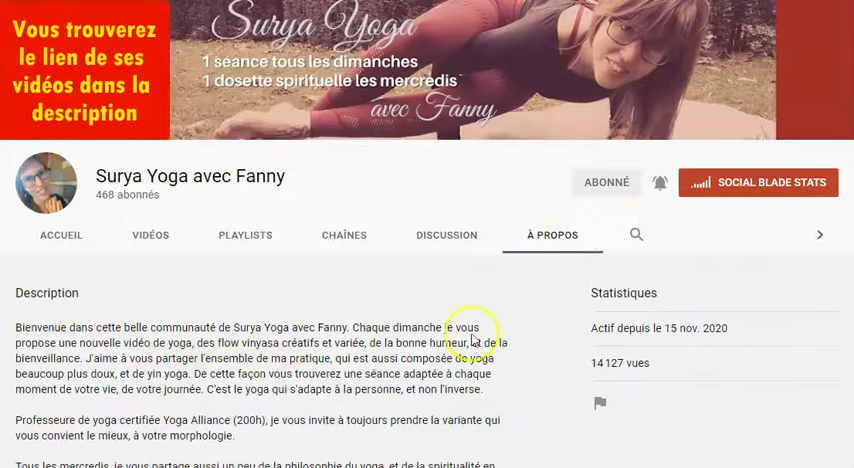 Vous trouverez
le lien de ses
vidéos dans la
description
Surya Yoga
1 séance tous les dimanches
1 dosette spirituelle les mercredis
avec Fanny
Surya Yoga avec Fanny
468 abonnés
ABONNÉ
SOCIAL BLADE STATS
ACCUEIL
VIDÉOS
PLAYLISTS
CHAÎNES
DISCUSSION
À PROPOS
Description
Bienvenue dans cette belle communauté de Surya Yoga avec Fanny. Chaque dimanche je vous
propose une nouvelle vidéo de yoga, des flow vinyasa créatifs et variée, de la bonne humeur, et de la
bienveillance. J'aime à vous partager l'ensemble de ma pratique, qui est aussi composée de yoga
beaucoup plus doux, et de yin yoga. De cette façon vous trouverez une séance adaptée à chaque
moment de votre vie, de votre journée. C'est le yoga qui s'adapte à la personne, et non l'inverse.
Professeure de yoga certifiée Yoga Alliance (200h), je vous invite à toujours prendre la variante qui
vous convient le mieux, à votre morphologie.
Tous les mercredis, je vous partage aussi un peu de la philosophie du yoga, et de la spiritualité en
Statistiques
Actif depuis le 15 nov. 2020
14 127 vues